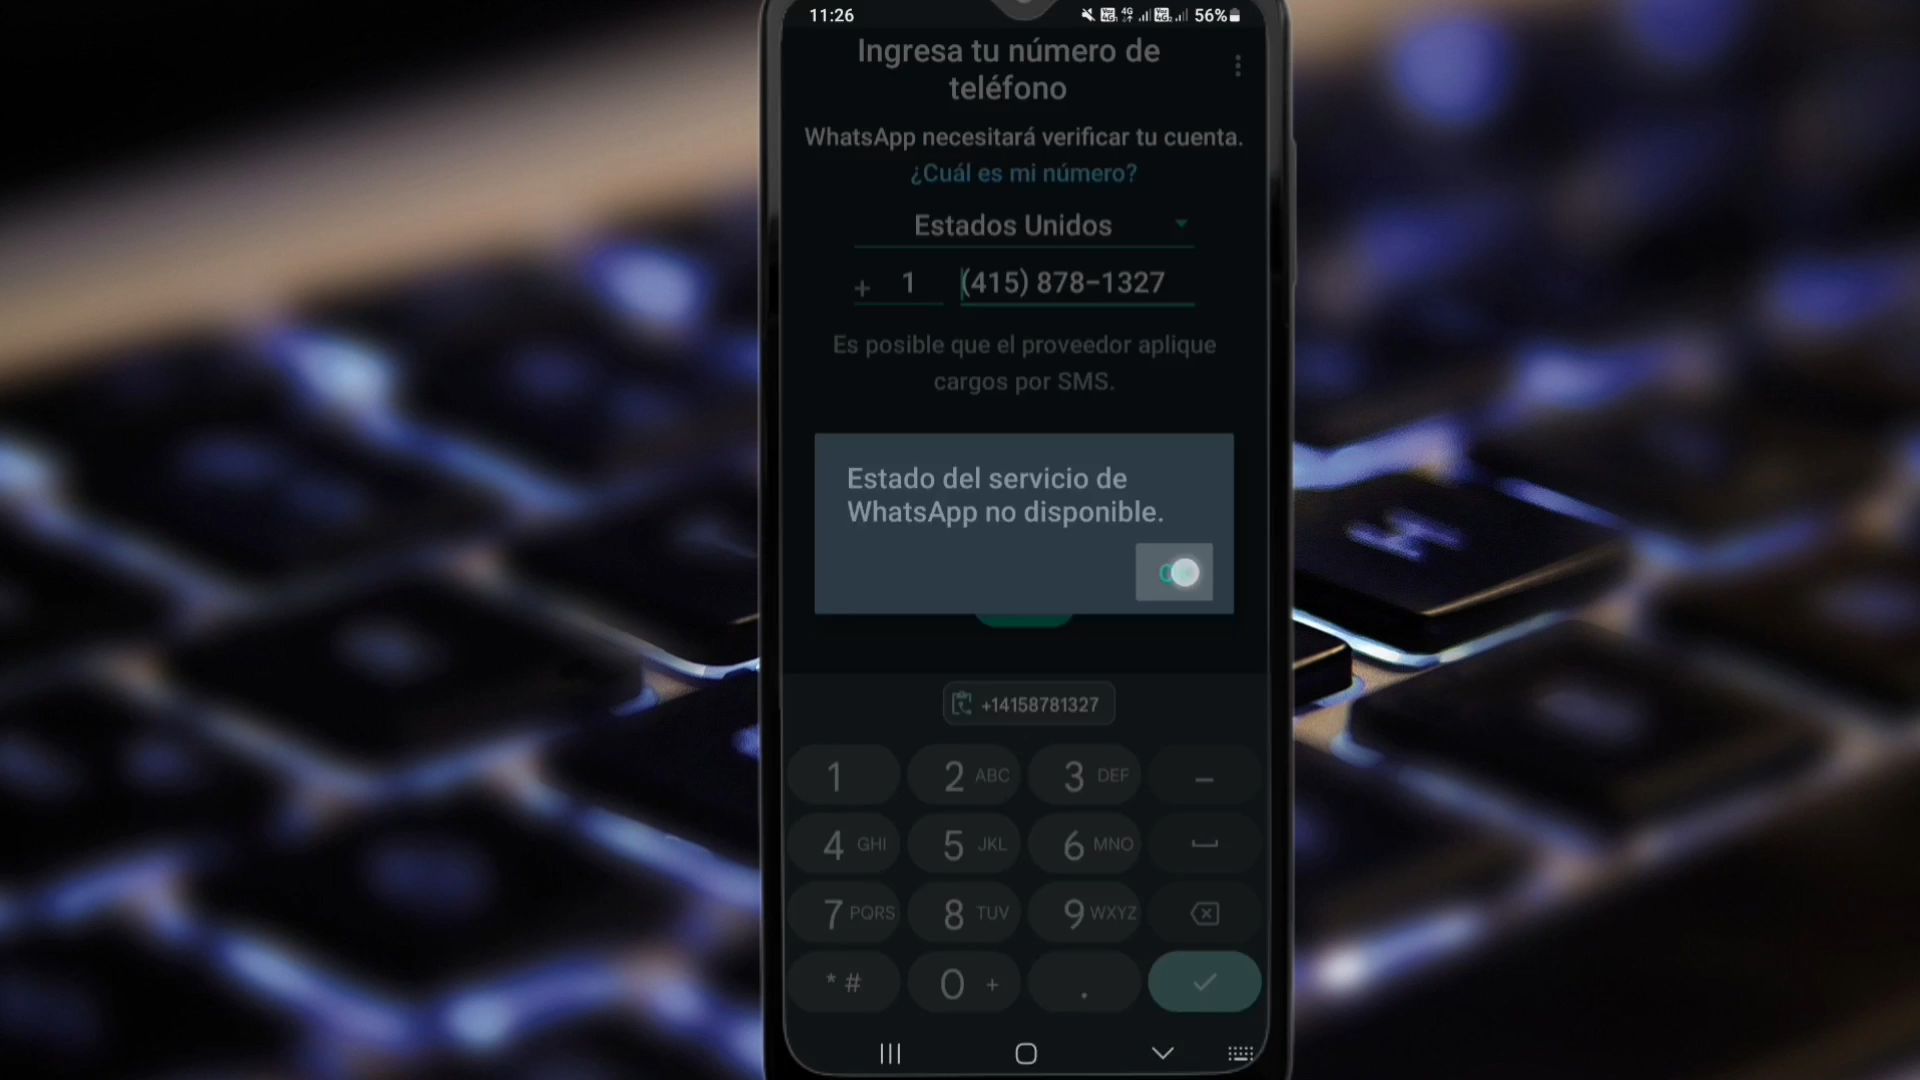 11:26
56%
Ingresa tu número de
teléfono
WhatsApp necesitará verificar tu cuenta.
¿Cuál es mi número?
Estados Unidos
+ 1 (415) 878-1327
Es posible que el proveedor aplique
cargos por SMS.
Estado del servicio de
WhatsApp no disponible.
+14158781327
1 2 ABC 3 DEF –
4 GHI 5 JKL 6 MNO
7 PQRS 8 TUV 9 WXYZ
* # 0 + .